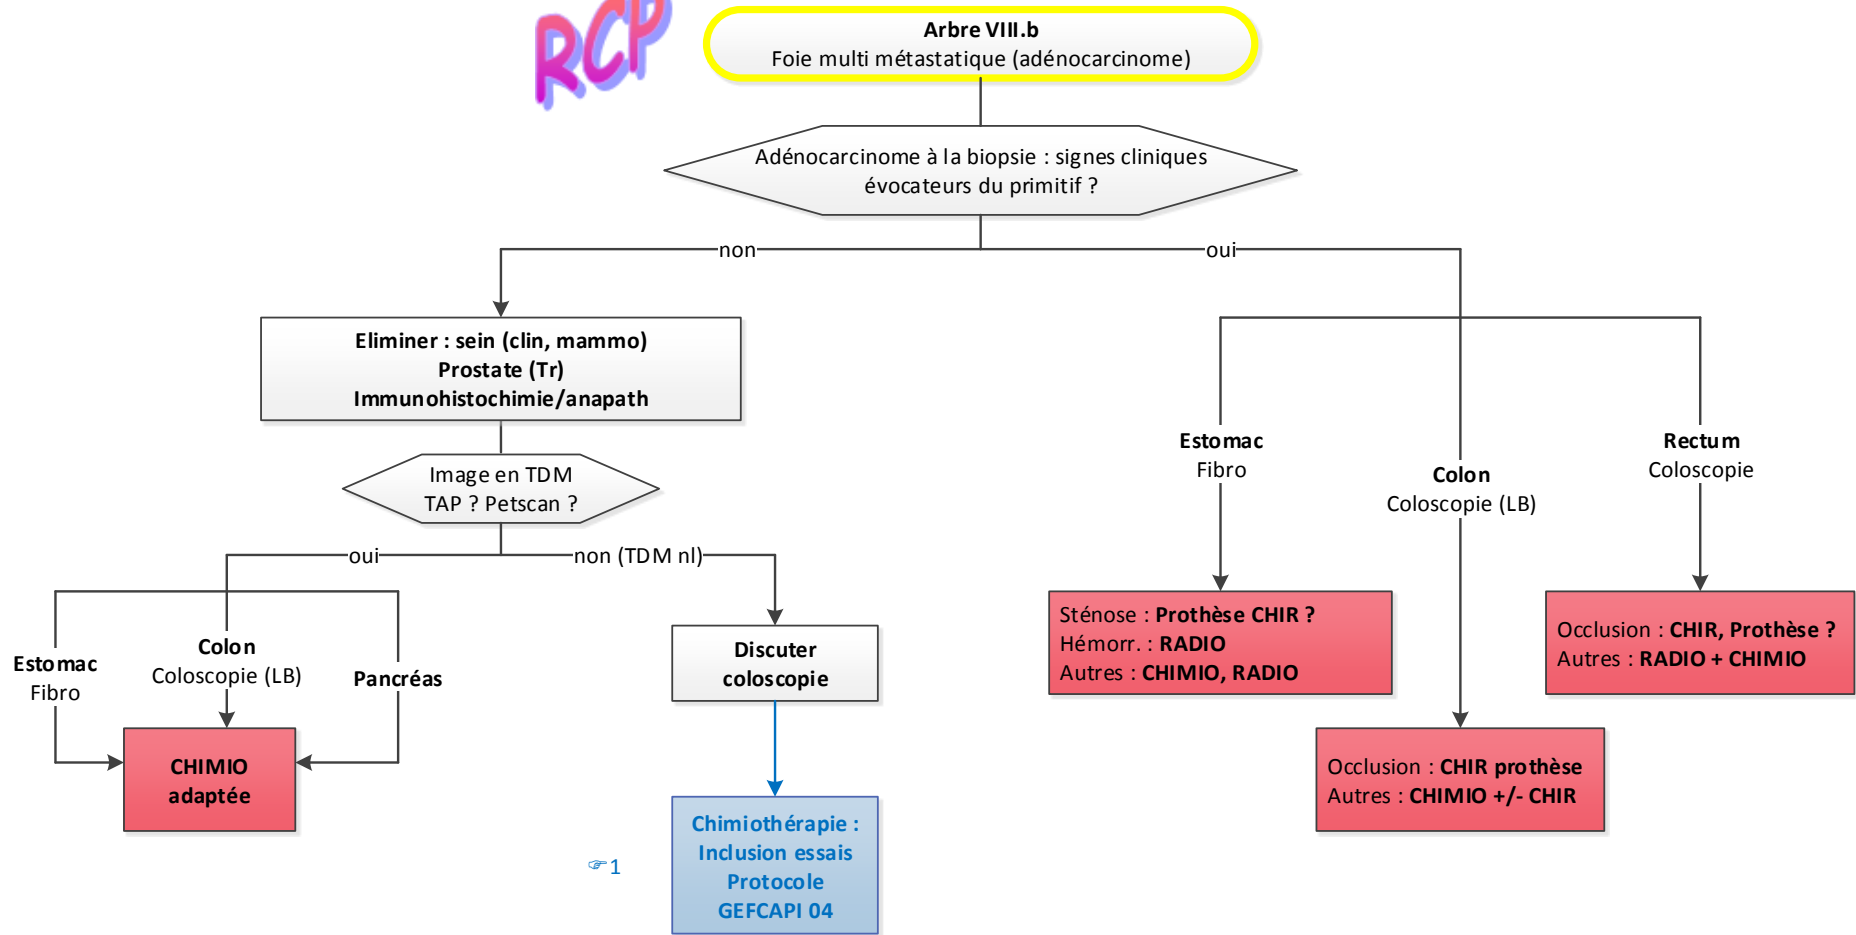 RCP
Arbre VIII.b
Foie multi métastatique (adénocarcinome)
Adénocarcinome à la biopsie : signes cliniques
évocateurs du primitif ?
non
oui
Eliminer : sein (clin, mammo)
Prostate (Tr)
Immunohistochimie/anapath
Image en TDM
TAP ? Petscan ?
oui
non (TDM nl)
Estomac
Fibro
Colon
Coloscopie (LB)
Pancréas
CHIMIO
adaptée
Discuter
coloscopie
☞1
Chimiothérapie :
Inclusion essais
Protocole
GEFCAPI 04
Estomac
Fibro
Colon
Coloscopie (LB)
Rectum
Coloscopie
Sténose : Prothèse CHIR ?
Hémorr. : RADIO
Autres : CHIMIO, RADIO
Occlusion : CHIR prothèse
Autres : CHIMIO +/- CHIR
Occlusion : CHIR, Prothèse ?
Autres : RADIO + CHIMIO